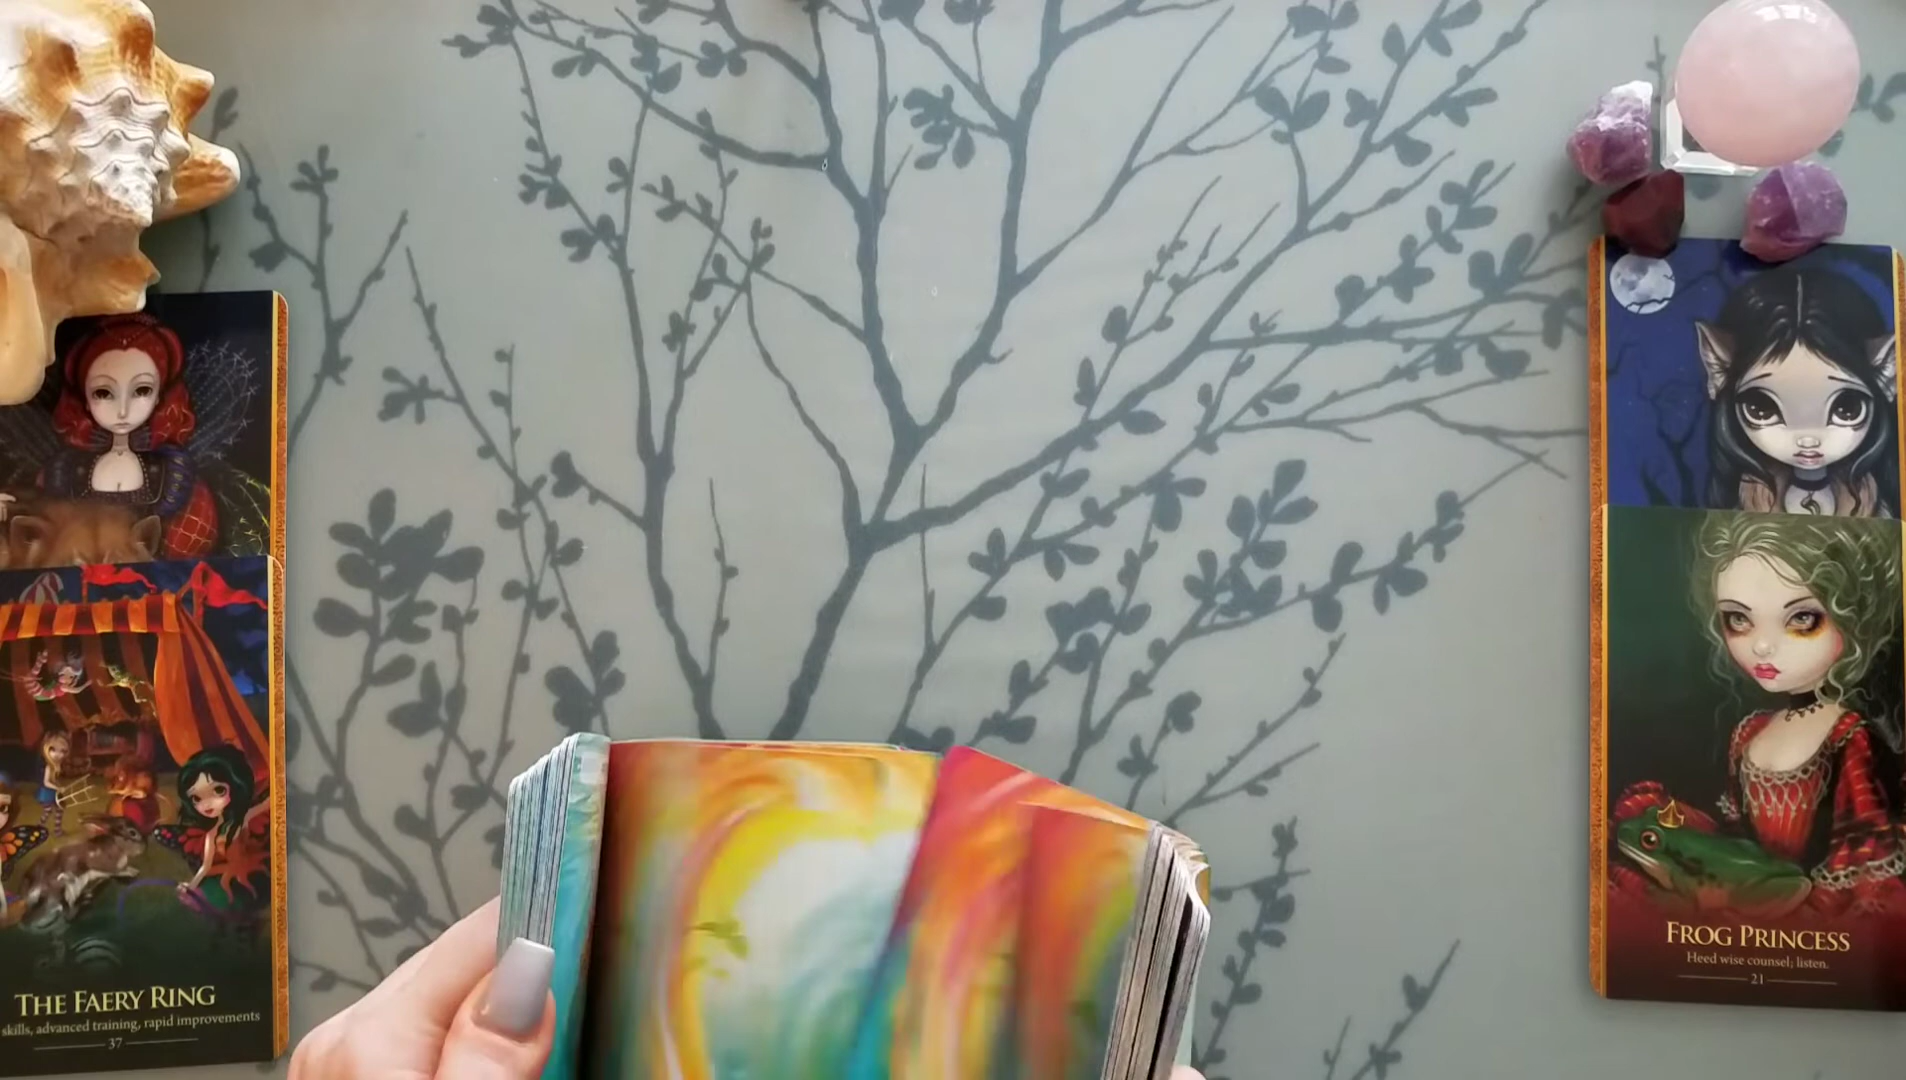 THE FAERY RING
skills, advanced training, rapid improvements
37
FROG PRINCESS
Heed wise counsel; listen.
21